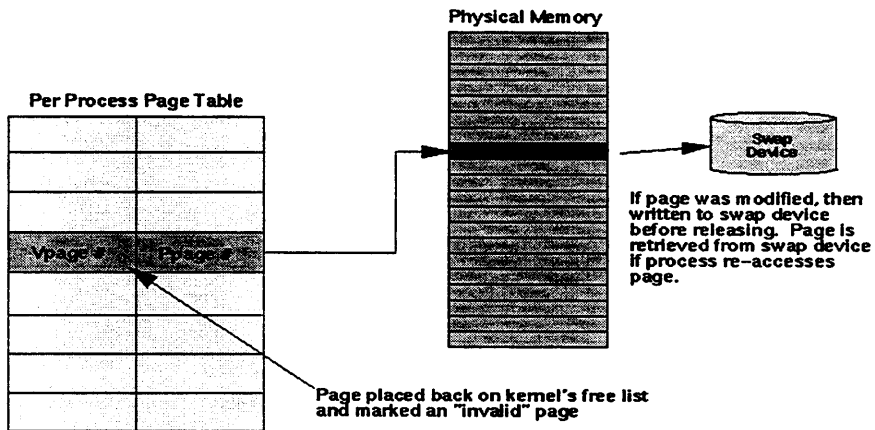 Physical Memory
Per Process Page Table
Swap
Device
If page was modified, then
written to swap device
before releasing. Page is
retrieved from swap device
if process re-accesses
page.
Vpage # Ppage #
Page placed back on kernel's free list
and marked an "invalid" page